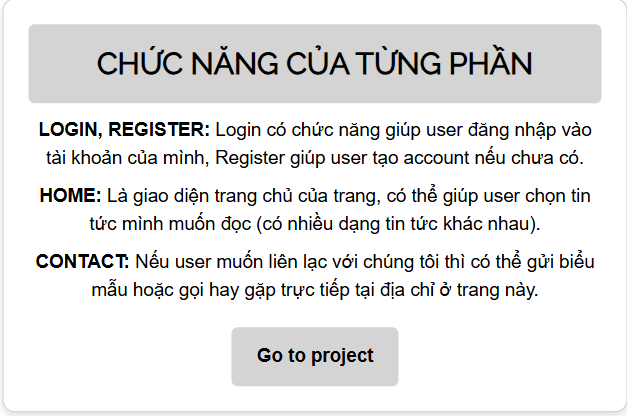 CHỨC NĂNG CỦA TỪNG PHẦN
LOGIN, REGISTER: Login có chức năng giúp user đăng nhập vào
tài khoản của mình, Register giúp user tạo account nếu chưa có.
HOME: Là giao diện trang chủ của trang, có thể giúp user chọn tin
tức mình muốn đọc (có nhiều dạng tin tức khác nhau).
CONTACT: Nếu user muốn liên lạc với chúng tôi thì có thể gửi biểu
mẫu hoặc gọi hay gặp trực tiếp tại địa chỉ ở trang này.
Go to project